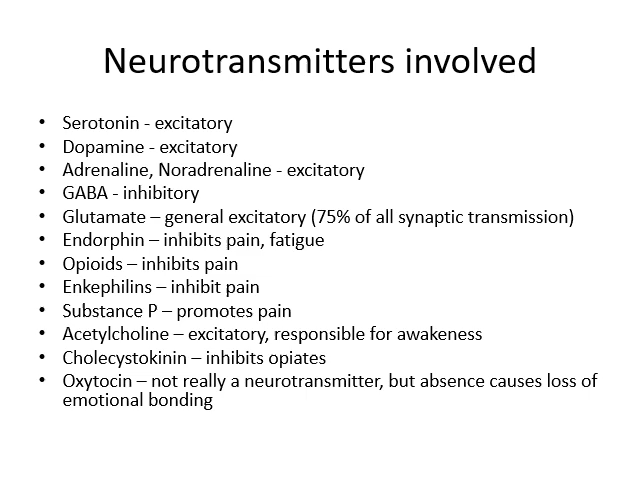 Neurotransmitters involved
• Serotonin - excitatory
• Dopamine - excitatory
• Adrenaline, Noradrenaline - excitatory
• GABA - inhibitory
• Glutamate – general excitatory (75% of all synaptic transmission)
• Endorphin – inhibits pain, fatigue
• Opioids – inhibits pain
• Enkephilins – inhibit pain
• Substance P – promotes pain
• Acetylcholine – excitatory, responsible for awakeness
• Cholecystokinin – inhibits opiates
• Oxytocin – not really a neurotransmitter, but absence causes loss of
emotional bonding